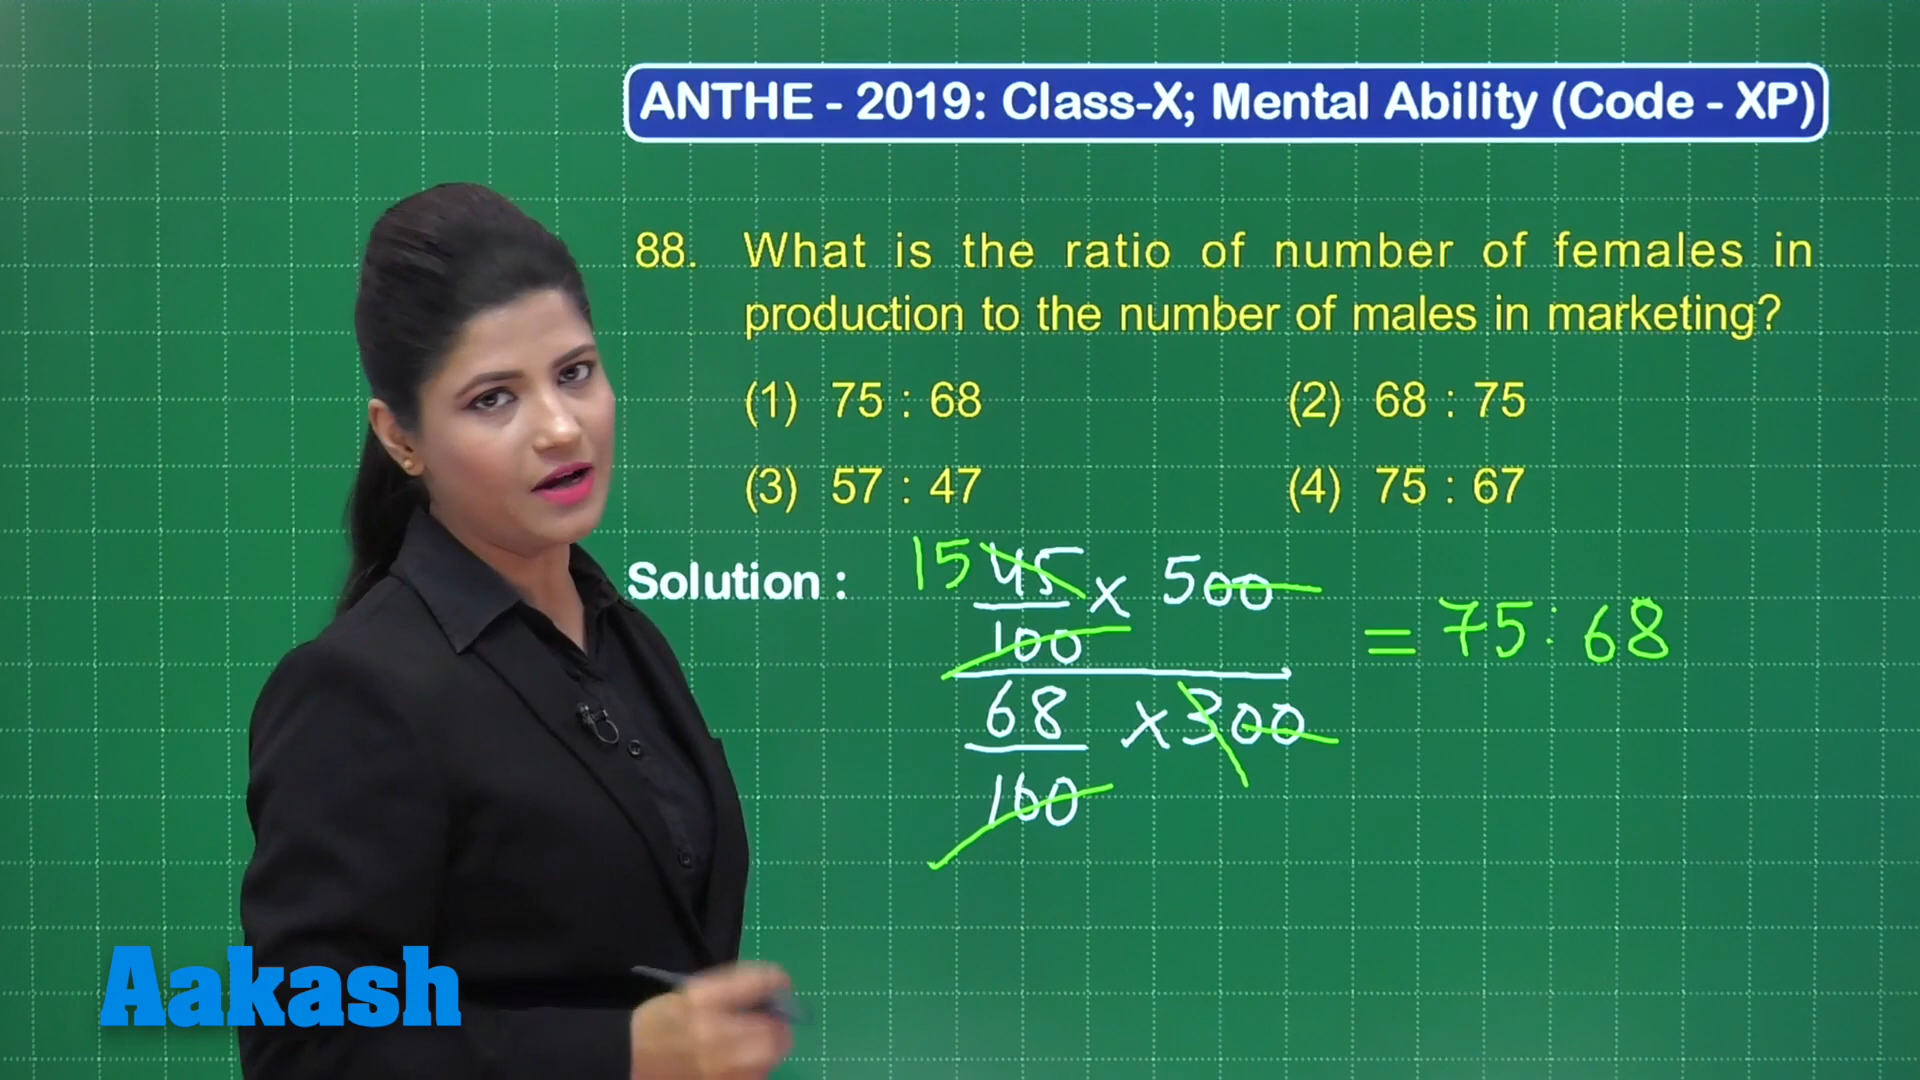 ANTHE - 2019: Class-X; Mental Ability (Code - XP)
88. What is the ratio of number of females in
production to the number of males in marketing?
(1) 75 : 68 (2) 68 : 75
(3) 57 : 47 (4) 75 : 67
Solution :
15 45 x 500
100
= 75 : 68
68 x 300
100
Aakash